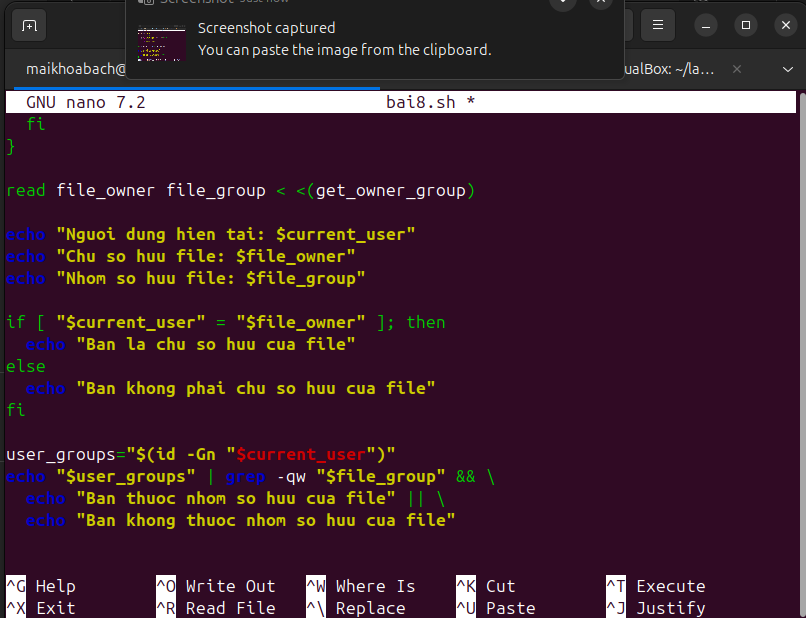 Screenshot Just now
Screenshot captured
You can paste the image from the clipboard.
maikhoabach@
ualBox: ~/la...
GNU nano 7.2 bai8.sh *
fi
}
read file_owner file_group < <(get_owner_group)
echo "Nguoi dung hien tai: $current_user"
echo "Chu so huu file: $file_owner"
echo "Nhom so huu file: $file_group"
if [ "$current_user" = "$file_owner" ]; then
echo "Ban la chu so huu cua file"
else
echo "Ban khong phai chu so huu cua file"
fi
user_groups="$(id -Gn "$current_user")"
echo "$user_groups" | grep -qw "$file_group" && \
echo "Ban thuoc nhom so huu cua file" || \
echo "Ban khong thuoc nhom so huu cua file"
^G Help ^O Write Out ^W Where Is ^K Cut ^T Execute
^X Exit ^R Read File ^\ Replace ^U Paste ^J Justify